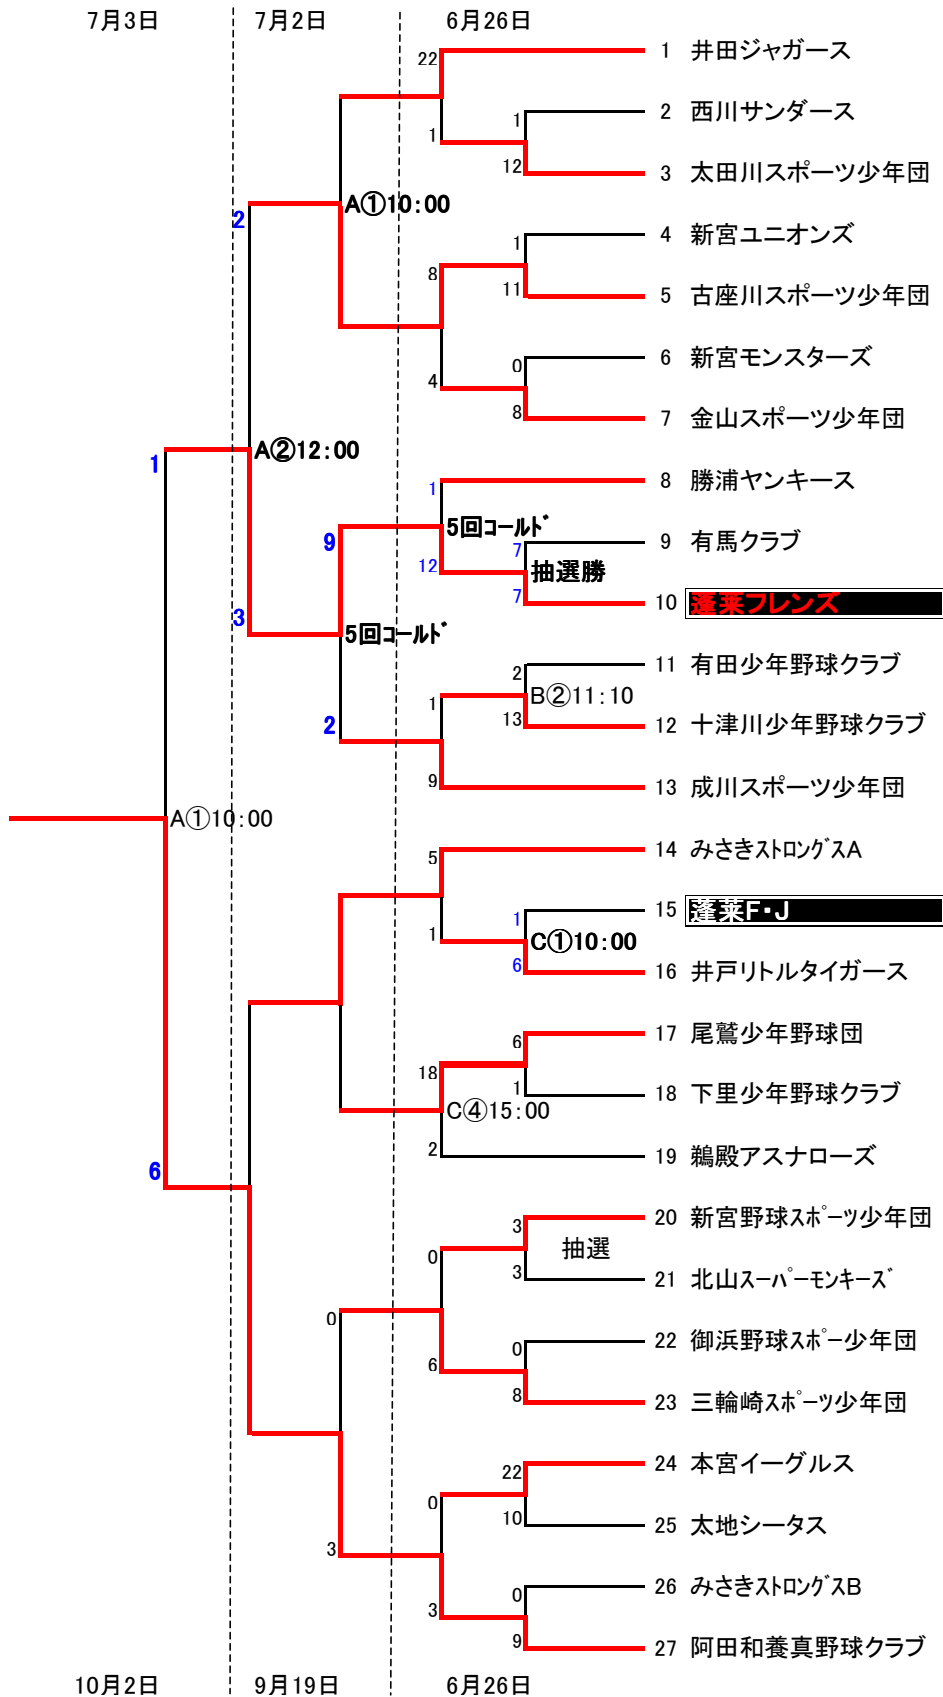 7月3日 7月2日 6月26日
22 1 井田ジャガース
1 2 西川サンダース
1
12 3 太田川スポーツ少年団
A①10:00
2
1 4 新宮ユニオンズ
8
11 5 古座川スポーツ少年団
0 6 新宮モンスターズ
4
8 7 金山スポーツ少年団
A②12:00
1
1 8 勝浦ヤンキース
5回コールド
9 7 9 有馬クラブ
12 抽選勝
7 10 蓬莱フレンズ
3
5回コールド
2 11 有田少年野球クラブ
1 B②11:10
2 13 12 十津川少年野球クラブ
9 13 成川スポーツ少年団
A①10:00
5 14 みさきストロングスA
1 15 蓬莱F・J
1 C①10:00
6 16 井戸リトルタイガース
6 17 尾鷲少年野球団
18
1 18 下里少年野球クラブ
C④15:00
2 19 鵜殿アスナローズ
6
3 20 新宮野球スポーツ少年団
0 抽選
3 21 北山スーパーモンキーズ
0
0 22 御浜野球スポー少年団
6
8 23 三輪崎スポーツ少年団
22 24 本宮イーグルス
0
10 25 太地シータス
3
0 26 みさきストロングスB
3
9 27 阿田和養真野球クラブ
10月2日 9月19日 6月26日